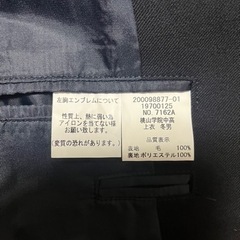 左胸エンブレムについて
性質上、熱に弱い為
アイロンを当てない様
お願い致します。
(変質の恐れがあります)
200098877-01
19700125
NO. 7162A
桃山学院中高
上衣 冬男
品質表示
表地 毛 100%
裏地 ポリエステル 100%